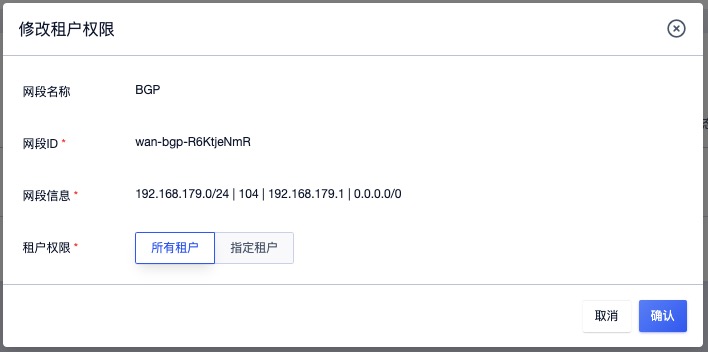 修改租户权限
网段名称 BGP
网段ID * wan-bgp-R6KtjeNmR
网段信息 * 192.168.179.0/24 | 104 | 192.168.179.1 | 0.0.0.0/0
租户权限 * 所有租户 指定租户
取消 确认